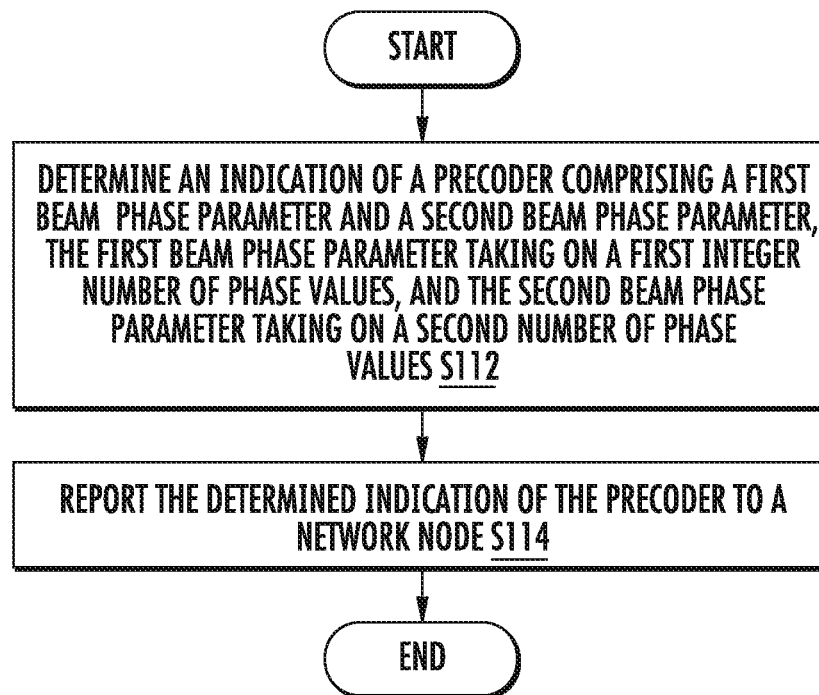 START
DETERMINE AN INDICATION OF A PRECODER COMPRISING A FIRST
BEAM PHASE PARAMETER AND A SECOND BEAM PHASE PARAMETER,
THE FIRST BEAM PHASE PARAMETER TAKING ON A FIRST INTEGER
NUMBER OF PHASE VALUES, AND THE SECOND BEAM PHASE
PARAMETER TAKING ON A SECOND NUMBER OF PHASE
VALUES S112
REPORT THE DETERMINED INDICATION OF THE PRECODER TO A
NETWORK NODE S114
END